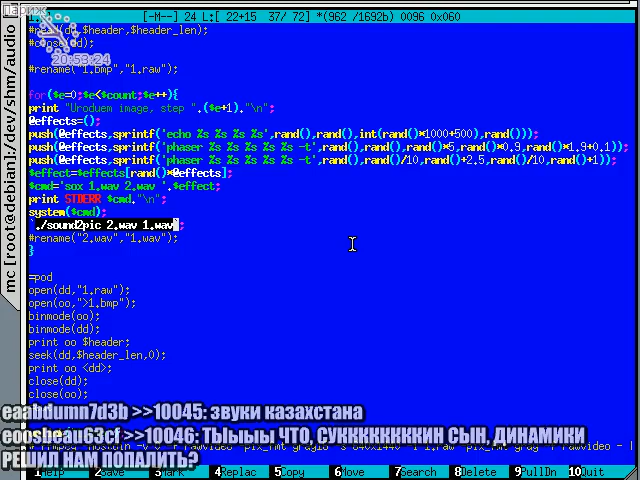 Париж
[-M--] 24 L:[ 22+15 37/ 72] *(962 /1692b) 0096 0x060
#read(dd,$header,$header_len);
#close(dd);
20:53:24
#rename("1.bmp","1.raw");
for($e=0;$e<$count;$e++){
print "Uroduem image, step ".($e+1)."\n";
@effects=();
push(@effects,sprintf('echo %s %s %s %s',rand(),rand(),int(rand()*1000+500),rand()));
push(@effects,sprintf('phaser %s %s %s %s %s -t',rand(),rand(),rand()*5,rand()*0.9,rand()*1.9+0.1));
push(@effects,sprintf('phaser %s %s %s %s %s -t',rand(),rand()/10,rand()+2.5,rand()/10,rand()+1));
$effect=$effects[rand()*@effects];
$cmd='sox 1.wav 2.wav '.$effect;
print STDERR $cmd."\n";
system($cmd);
`./sound2pic 2.wav 1.wav`;
#rename("2.wav","1.wav");
}
=pod
open(dd,"1.raw");
open(oo,">1.bmp");
binmode(oo);
binmode(dd);
print oo $header;
seek(dd,$header_len,0);
print oo <dd>;
close(dd);
close(oo);
mc [root@debian]:/dev/shm/audio
eaabdumn7d3b >>10045: звуки казахстана
eoosheau63cf >>10046: ТЫыыы ЧТО, СУКККККККККИН СЫН, ДИНАМИКИ
РЕШИЛ НАМ ПОПАЛИТЬ?
1Help 2Save 3Mark 4Replac 5Copy 6Move 7Search 8Delete 9PullDn 10Quit